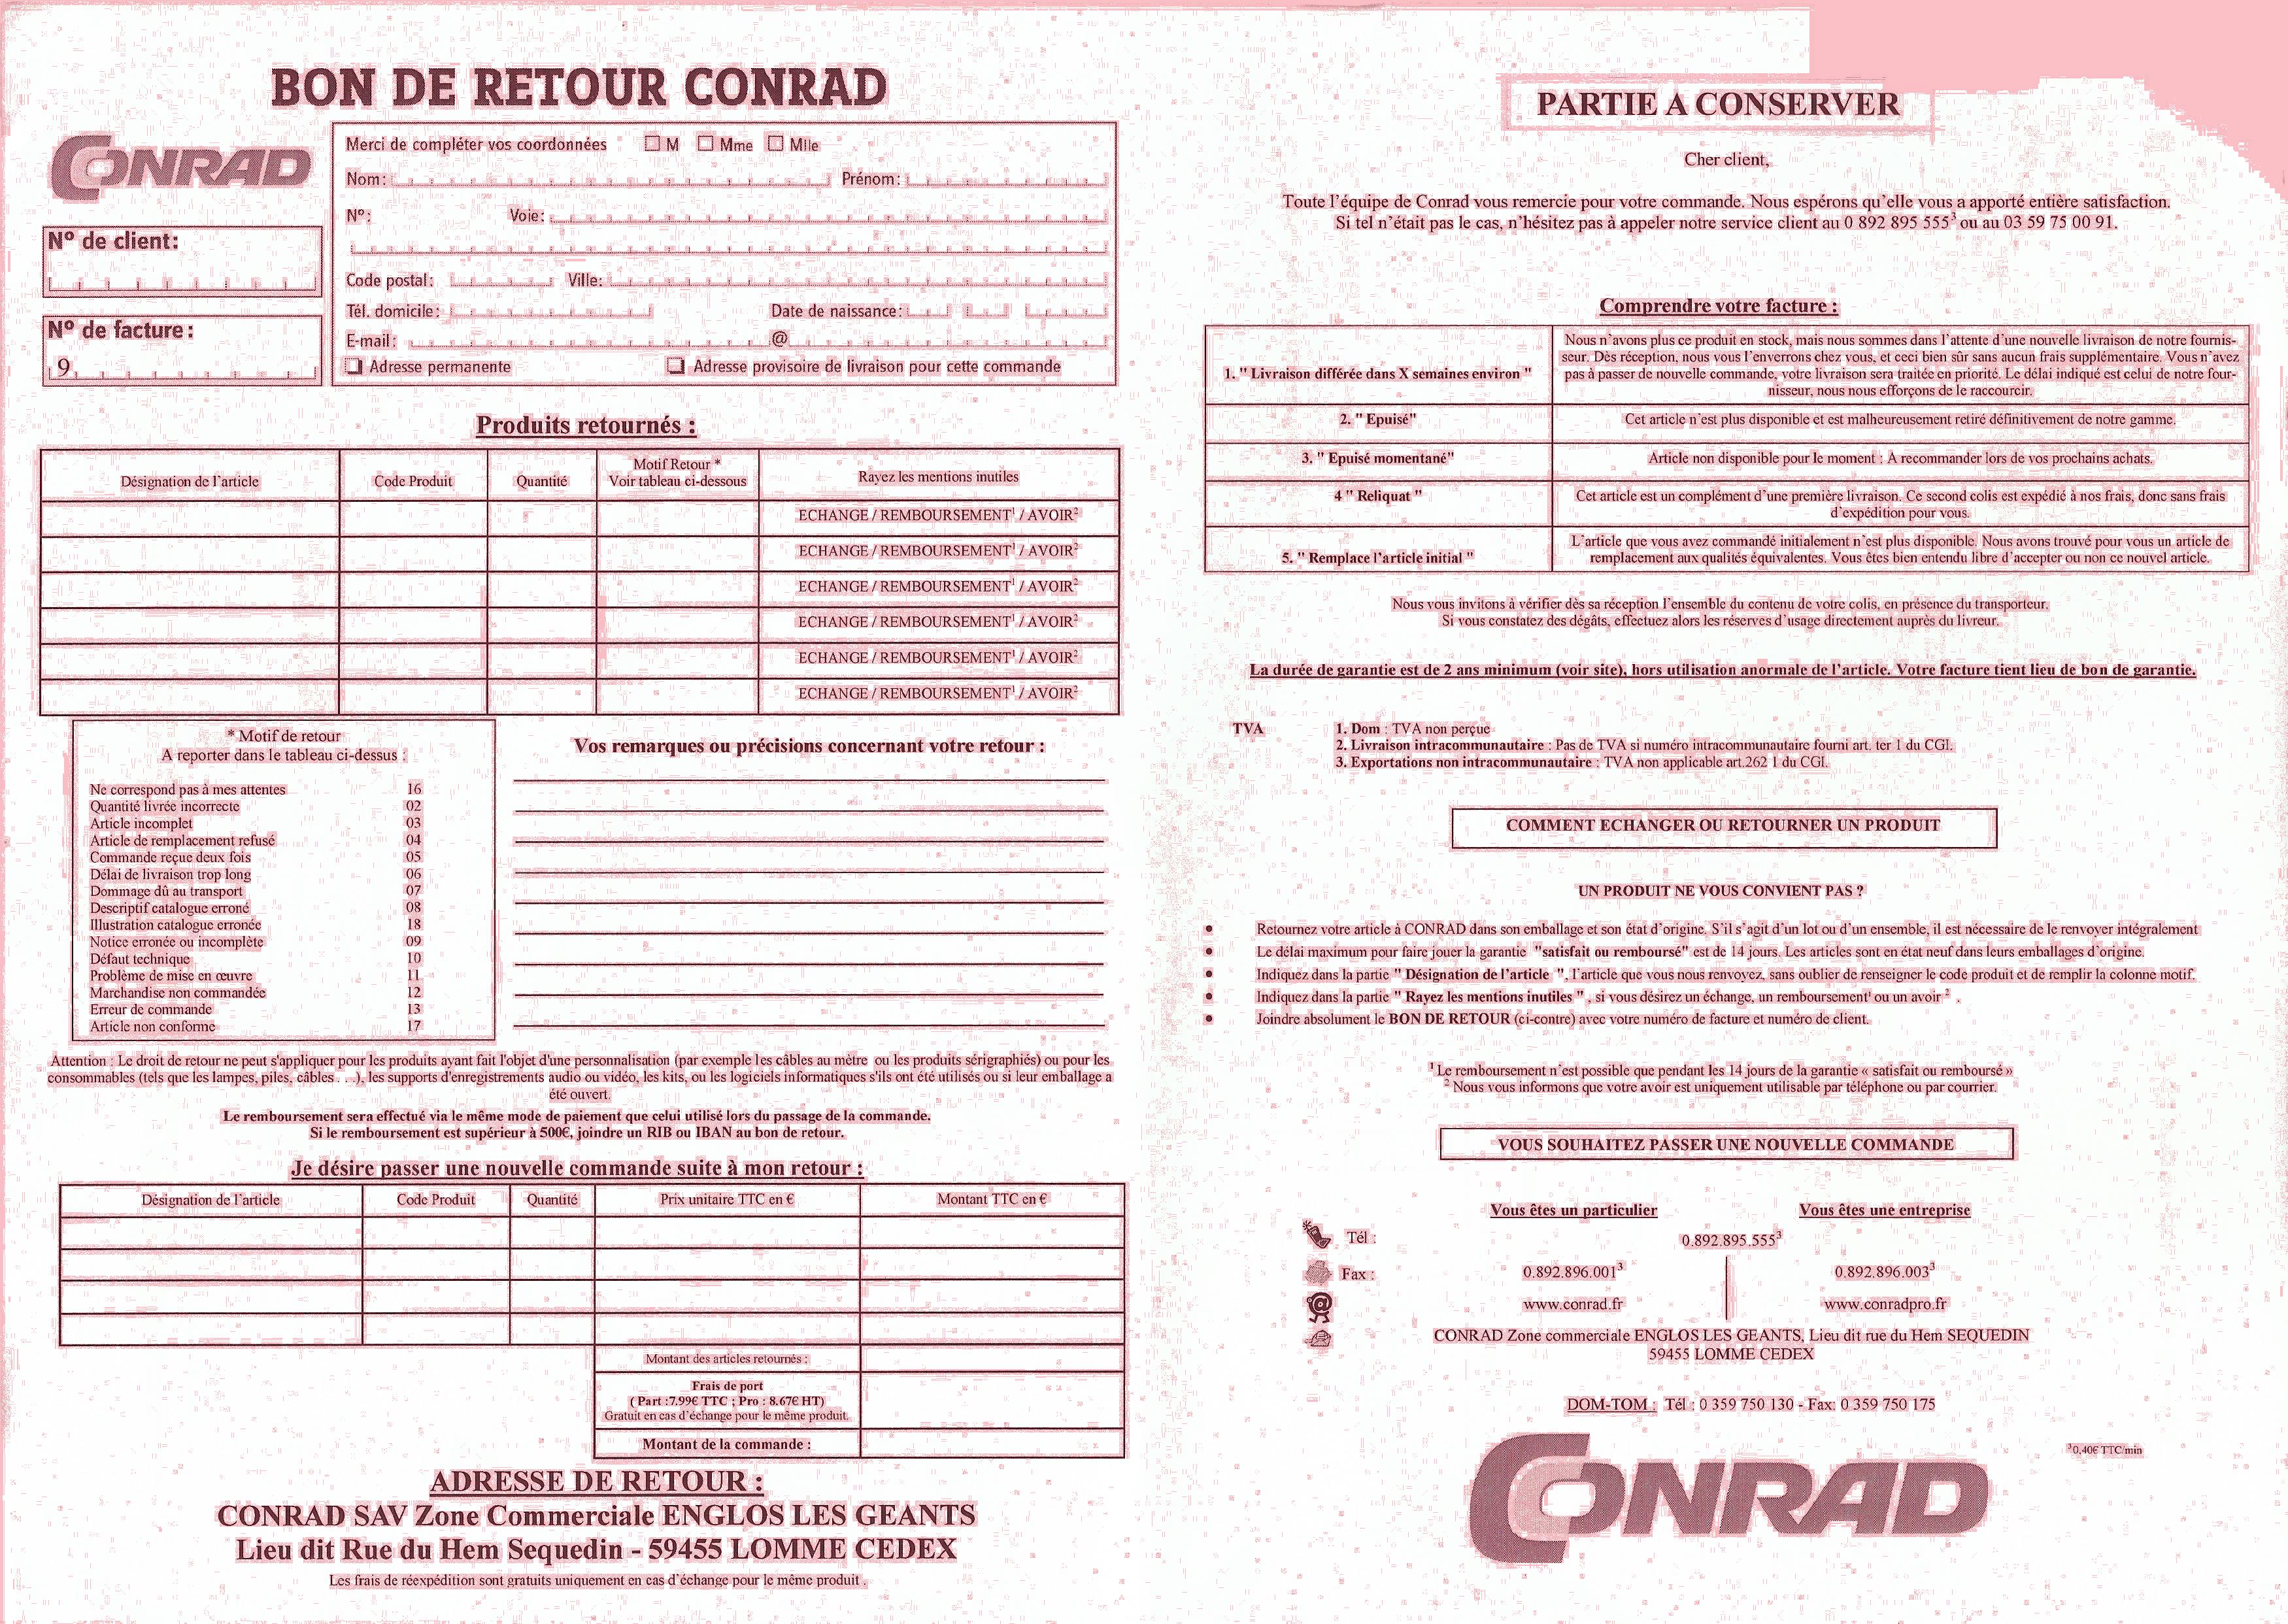 BON DE RETOUR CONRAD
CONRAD
Merci de compléter vos coordonnées M Mme Mlle
Nom: Prénom:
N°: Voie:
Code postal: Ville:
Tél. domicile: Date de naissance:
E-mail: @
Adresse permanente Adresse provisoire de livraison pour cette commande
N° de client:
N° de facture:
9
Produits retournés :
Désignation de l'article Code Produit Quantité Motif Retour * Rayez les mentions inutiles
Voir tableau ci-dessous
ECHANGE / REMBOURSEMENT¹ / AVOIR²
ECHANGE / REMBOURSEMENT¹ / AVOIR²
ECHANGE / REMBOURSEMENT¹ / AVOIR²
ECHANGE / REMBOURSEMENT¹ / AVOIR²
ECHANGE / REMBOURSEMENT¹ / AVOIR²
ECHANGE / REMBOURSEMENT¹ / AVOIR²
* Motif de retour
A reporter dans le tableau ci-dessus :
Ne correspond pas à mes attentes 16
Quantité livrée incorrecte 02
Article incomplet 03
Article de remplacement refusé 04
Commande reçue deux fois 05
Délai de livraison trop long 06
Dommage dû au transport 07
Descriptif catalogue erroné 08
Illustration catalogue erronée 18
Notice erronée ou incomplète 09
Défaut technique 10
Problème de mise en œuvre 11
Marchandise non commandée 12
Erreur de commande 13
Article non conforme 17
Vos remarques ou précisions concernant votre retour :
Attention : Le droit de retour ne peut s'appliquer pour les produits ayant fait l'objet d'une personnalisation (par exemple les câbles au mètre ou les produits sérigraphiés) ou pour les
consommables (tels que les lampes, piles, câbles . . .), les supports d'enregistrements audio ou vidéo, les kits, ou les logiciels informatiques s'ils ont été utilisés ou si leur emballage a
été ouvert.
Le remboursement sera effectué via le même mode de paiement que celui utilisé lors du passage de la commande.
Si le remboursement est supérieur à 500€, joindre un RIB ou IBAN au bon de retour.
Je désire passer une nouvelle commande suite à mon retour :
Désignation de l'article Code Produit Quantité Prix unitaire TTC en € Montant TTC en €
Montant des articles retournés :
Frais de port
( Part :7.99€ TTC ; Pro : 8.67€ HT)
Gratuit en cas d'échange pour le même produit.
Montant de la commande :
ADRESSE DE RETOUR :
CONRAD SAV Zone Commerciale ENGLOS LES GEANTS
Lieu dit Rue du Hem Sequedin - 59455 LOMME CEDEX
Les frais de réexpédition sont gratuits uniquement en cas d'échange pour le même produit .
PARTIE A CONSERVER
Cher client,
Toute l'équipe de Conrad vous remercie pour votre commande. Nous espérons qu'elle vous a apporté entière satisfaction.
Si tel n'était pas le cas, n'hésitez pas à appeler notre service client au 0 892 895 555³ ou au 03 59 75 00 91.
Comprendre votre facture :
1. " Livraison différée dans X semaines environ "
Nous n'avons plus ce produit en stock, mais nous sommes dans l'attente d'une nouvelle livraison de notre fournis-
seur. Dès réception, nous vous l'enverrons chez vous, et ceci bien sûr sans aucun frais supplémentaire. Vous n'avez
pas à passer de nouvelle commande, votre livraison sera traitée en priorité. Le délai indiqué est celui de notre four-
nisseur, nous nous efforçons de le raccourcir.
2. " Epuisé" Cet article n'est plus disponible et est malheureusement retiré définitivement de notre gamme.
3. " Epuisé momentané" Article non disponible pour le moment : A recommander lors de vos prochains achats.
4 " Reliquat " Cet article est un complément d'une première livraison. Ce second colis est expédié à nos frais, donc sans frais
d'expédition pour vous.
5. " Remplace l'article initial "
L'article que vous avez commandé initialement n'est plus disponible. Nous avons trouvé pour vous un article de
remplacement aux qualités équivalentes. Vous êtes bien entendu libre d'accepter ou non ce nouvel article.
Nous vous invitons à vérifier dès sa réception l'ensemble du contenu de votre colis, en présence du transporteur.
Si vous constatez des dégâts, effectuez alors les réserves d'usage directement auprès du livreur.
La durée de garantie est de 2 ans minimum (voir site), hors utilisation anormale de l'article. Votre facture tient lieu de bon de garantie.
TVA 1. Dom : TVA non perçue
2. Livraison intracommunautaire : Pas de TVA si numéro intracommunautaire fourni art. ter 1 du CGI.
3. Exportations non intracommunautaire : TVA non applicable art.262 1 du CGI.
COMMENT ECHANGER OU RETOURNER UN PRODUIT
UN PRODUIT NE VOUS CONVIENT PAS ?
• Retournez votre article à CONRAD dans son emballage et son état d'origine. S'il s'agit d'un lot ou d'un ensemble, il est nécessaire de le renvoyer intégralement
• Le délai maximum pour faire jouer la garantie "satisfait ou remboursé" est de 14 jours. Les articles sont en état neuf dans leurs emballages d'origine.
• Indiquez dans la partie " Désignation de l'article ", l'article que vous nous renvoyez, sans oublier de renseigner le code produit et de remplir la colonne motif.
• Indiquez dans la partie " Rayez les mentions inutiles " , si vous désirez un échange, un remboursement¹ ou un avoir ² .
• Joindre absolument le BON DE RETOUR (ci-contre) avec votre numéro de facture et numéro de client.
¹ Le remboursement n'est possible que pendant les 14 jours de la garantie « satisfait ou remboursé »
² Nous vous informons que votre avoir est uniquement utilisable par téléphone ou par courrier.
VOUS SOUHAITEZ PASSER UNE NOUVELLE COMMANDE
Vous êtes un particulier Vous êtes une entreprise
Tél : 0.892.895.555³
Fax : 0.892.896.001³ 0.892.896.003³
www.conrad.fr www.conradpro.fr
CONRAD Zone commerciale ENGLOS LES GEANTS, Lieu dit rue du Hem SEQUEDIN
59455 LOMME CEDEX
DOM-TOM : Tél : 0 359 750 130 - Fax: 0 359 750 175
³0,40€ TTC/min
CONRAD